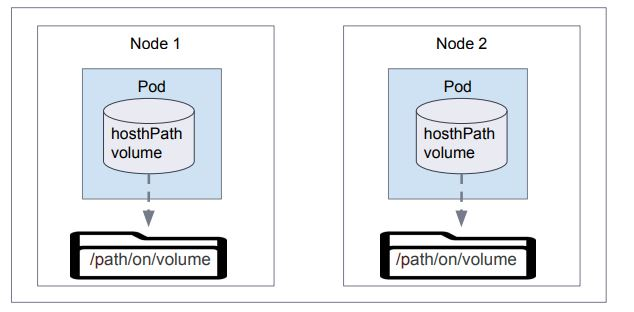 Node 1
Pod
hosthPath
volume
/path/on/volume
Node 2
Pod
hosthPath
volume
/path/on/volume